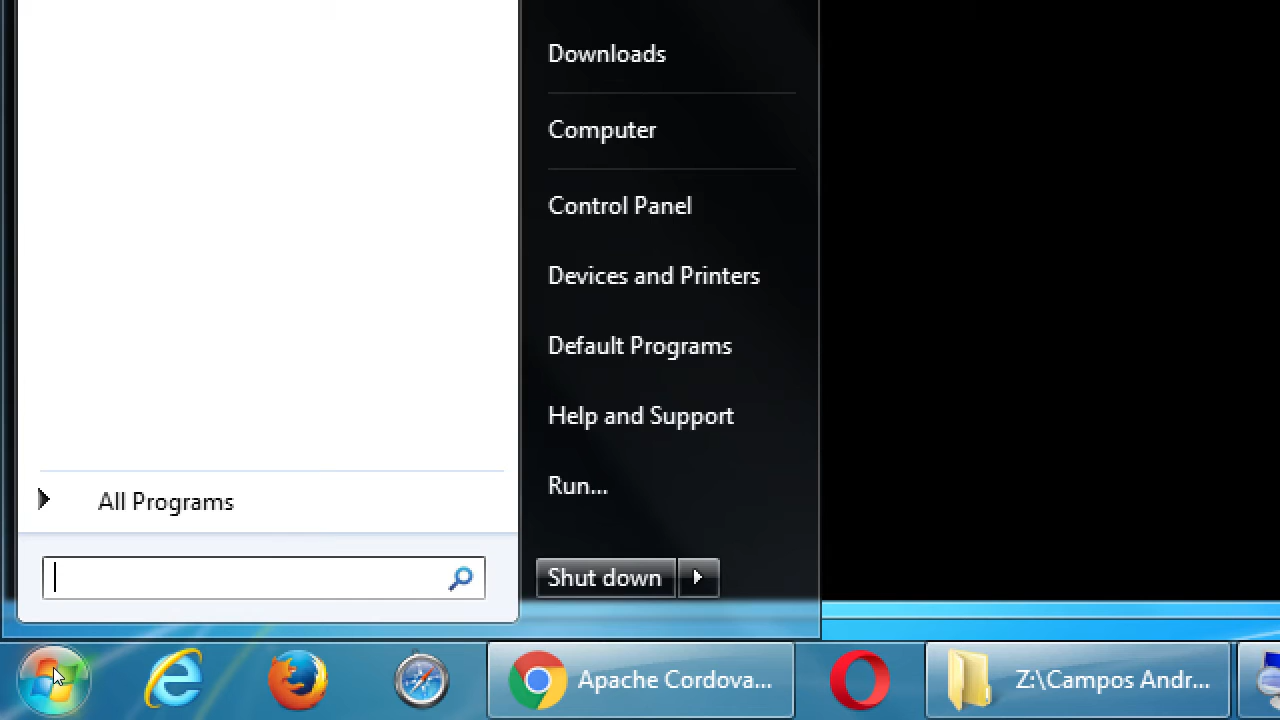 Downloads
Computer
Control Panel
Devices and Printers
Default Programs
Help and Support
Run...
All Programs
Shut down
Apache Cordova...
Z:\Campos Andr...